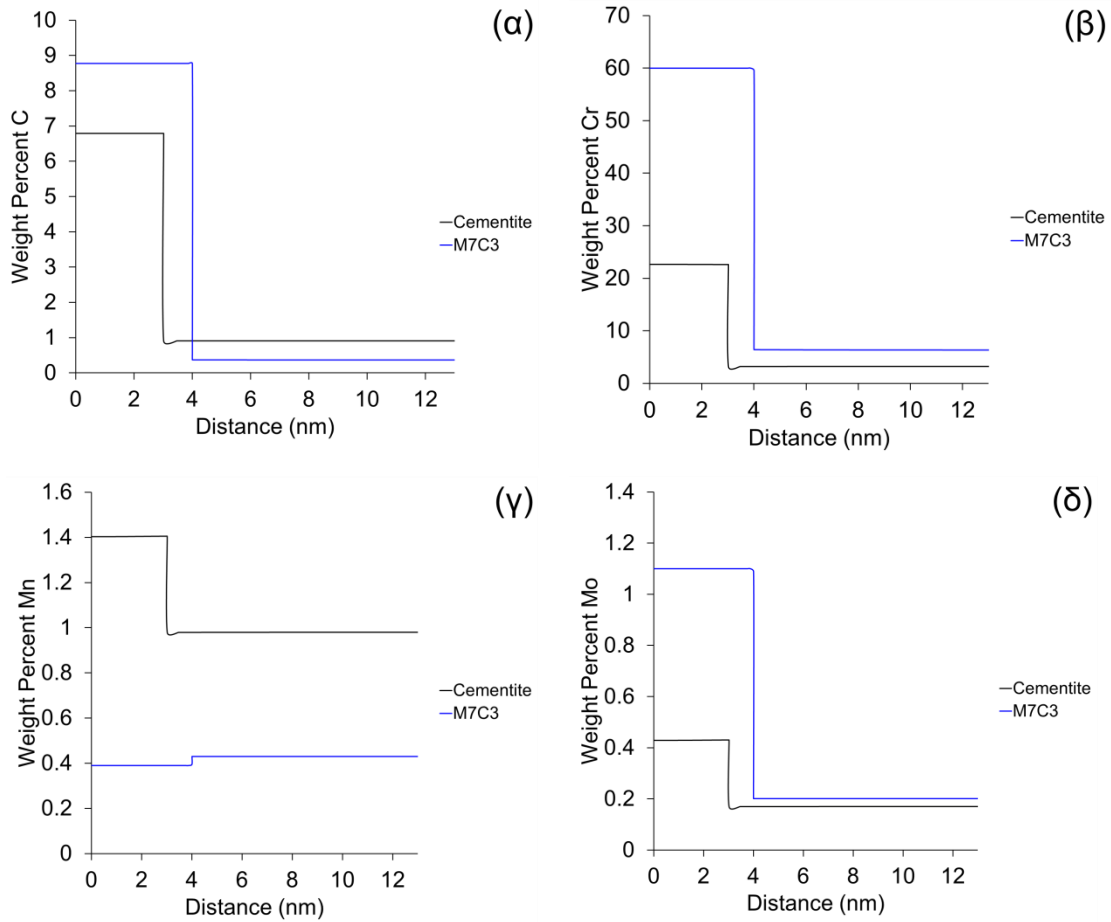 (α)
Weight Percent C
10
9
8
7
6
5
4
3
2
1
0
0 2 4 6 8 10 12
Distance (nm)
Cementite
M7C3
(β)
Weight Percent Cr
70
60
50
40
30
20
10
0
0 2 4 6 8 10 12
Distance (nm)
Cementite
M7C3
(γ)
Weight Percent Mn
1.6
1.4
1.2
1
0.8
0.6
0.4
0.2
0
0 2 4 6 8 10 12
Distance (nm)
Cementite
M7C3
(δ)
Weight Percent Mo
1.4
1.2
1
0.8
0.6
0.4
0.2
0
0 2 4 6 8 10 12
Distance (nm)
Cementite
M7C3